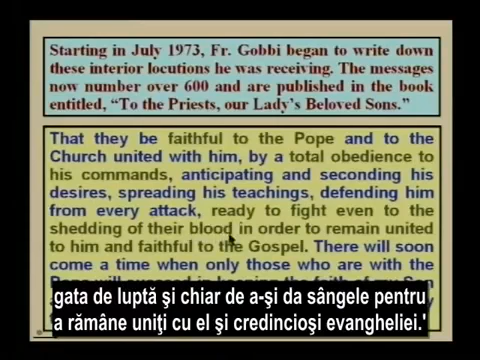 Starting in July 1973, Fr. Gobbi began to write down
these interior locutions he was receiving. The messages
now number over 600 and are published in the book
entitled, “To the Priests, our Lady’s Beloved Sons.”
That they be faithful to the Pope and to the
Church united with him, by a total obedience to
his commands, anticipating and seconding his
desires, spreading his teachings, defending him
from every attack, ready to fight even to the
shedding of their blood in order to remain united
to him and faithful to the Gospel. There will soon
come a time when only those who are with the
gata de luptă şi chiar de a-şi da sângele pentru
a rămâne uniţi cu el şi credincioşi evangheliei.'